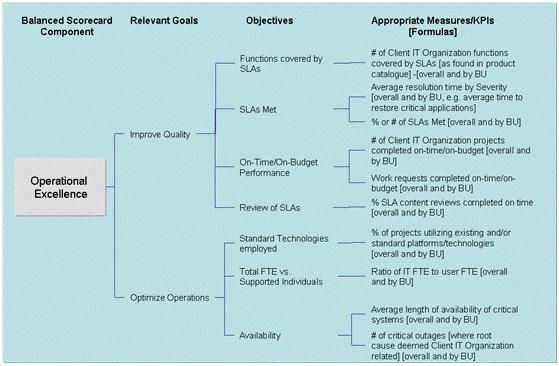 Balanced Scorecard
Component
Relevant Goals
Objectives
Appropriate Measures/KPIs
[Formulas]
Operational
Excellence
Improve Quality
Functions covered by
SLAs
# of Client IT Organization functions
covered by SLAs [as found in product
catalogue] -[overall and by BU
SLAs Met
Average resolution time by Severity
[overall and by BU, e.g. average time to
restore critical applications]
% or # of SLAs Met [overall and by BU]
On-Time/On-Budget
Performance
# of Client IT Organization projects
completed on-time/on-budget [overall and
by BU]
Work requests completed on-time/on-
budget [overall and by BU]
Review of SLAs
% SLA content reviews completed on time
[overall and by BU]
Optimize Operations
Standard Technologies
employed
% of projects utilizing existing and/or
standard platforms/technologies
[overall and by BU]
Total FTE vs.
Supported Individuals
Ratio of IT FTE to user FTE [overall
and by BU]
Availability
Average length of availability of critical
systems [overall and by BU]
# of critical outages [where root
cause deemed Client IT Organization
related] [overall and by BU]